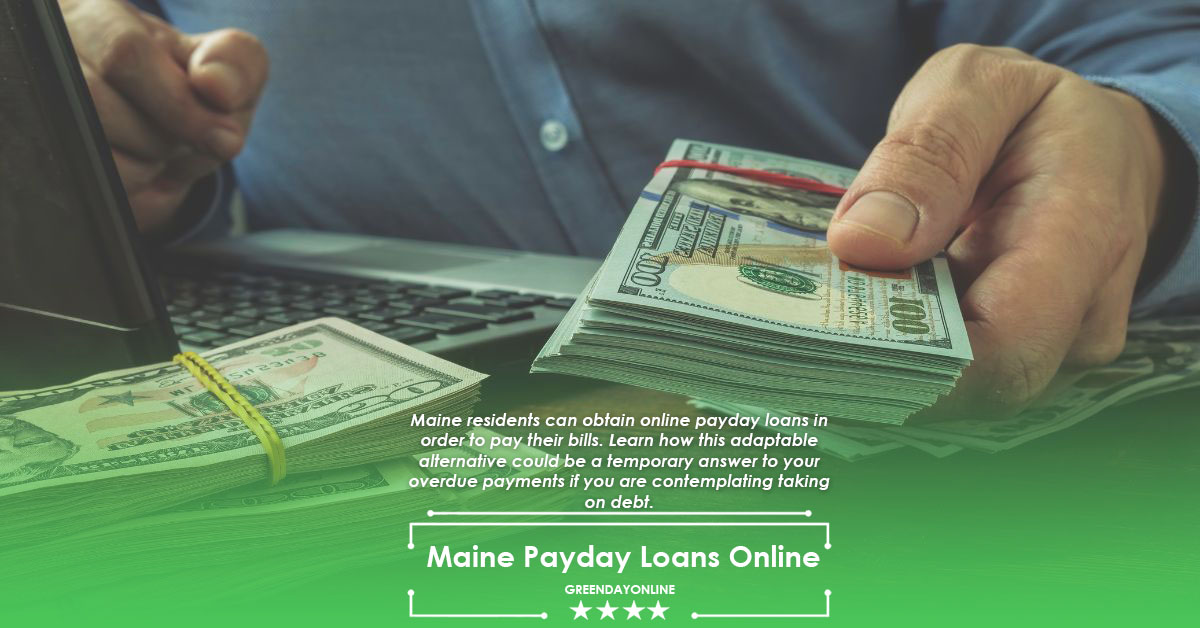 Maine residents can obtain online payday loans in
order to pay their bills. Learn how this adaptable
alternative could be a temporary answer to your
overdue payments if you are contemplating taking
on debt.
Maine Payday Loans Online
GREENDAYONLINE